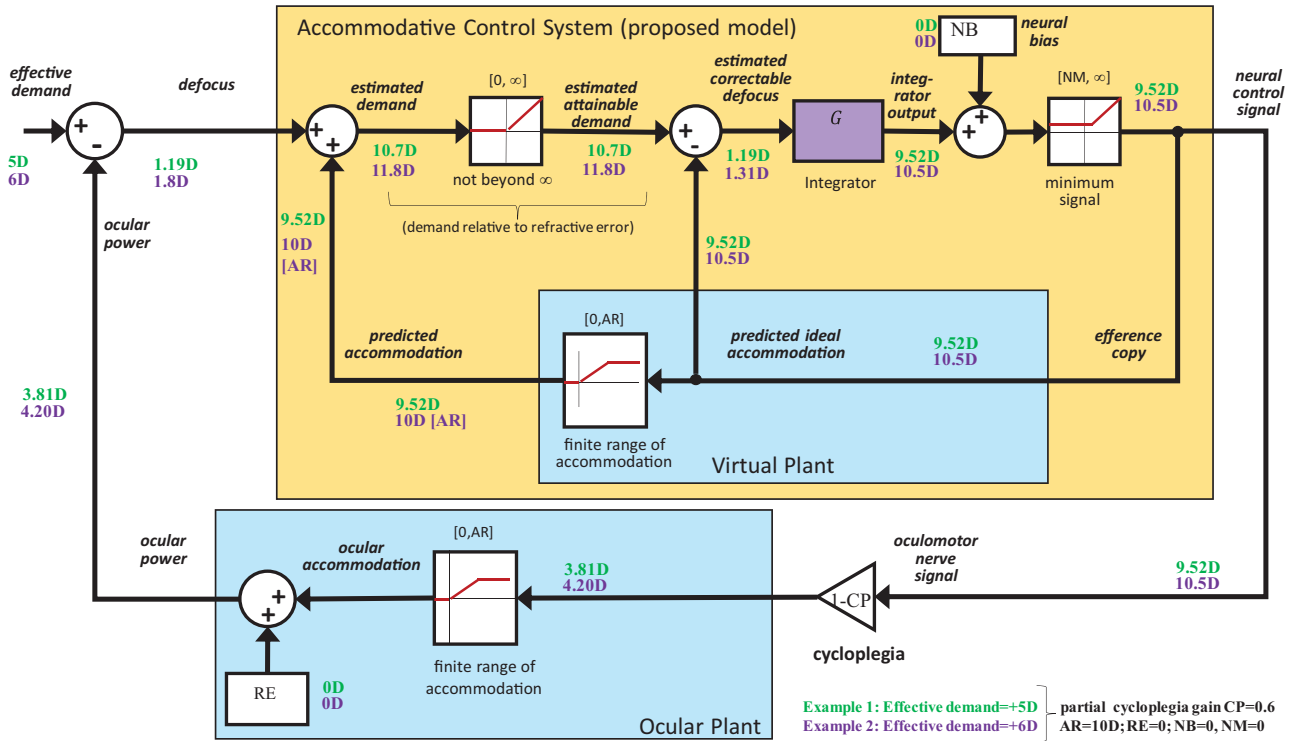 Accommodative Control System (proposed model)
0D
0D
NB
neural
bias
effective
demand
defocus
estimated
demand
[0, ∞]
estimated
attainable
demand
estimated
correctable
defocus
integ-
rator
output
[NM, ∞]
9.52D
10.5D
neural
control
signal
+
-
+
+
+
-
G
+
+
5D
6D
1.19D
1.8D
10.7D
11.8D
not beyond ∞
10.7D
11.8D
1.19D
1.31D
Integrator
9.52D
10.5D
minimum
signal
(demand relative to refractive error)
ocular
power
9.52D
10D
[AR]
9.52D
10.5D
[0,AR]
predicted
accommodation
predicted ideal
accommodation
9.52D
10.5D
efference
copy
3.81D
4.20D
9.52D
10D [AR]
finite range of
accommodation
Virtual Plant
ocular
power
ocular
accommodation
[0,AR]
3.81D
4.20D
oculomotor
nerve
signal
9.52D
10.5D
+
+
1-CP
cycloplegia
RE
0D
0D
finite range of
accommodation
Ocular Plant
Example 1: Effective demand=+5D
Example 2: Effective demand=+6D
partial cycloplegia gain CP=0.6
AR=10D; RE=0; NB=0, NM=0